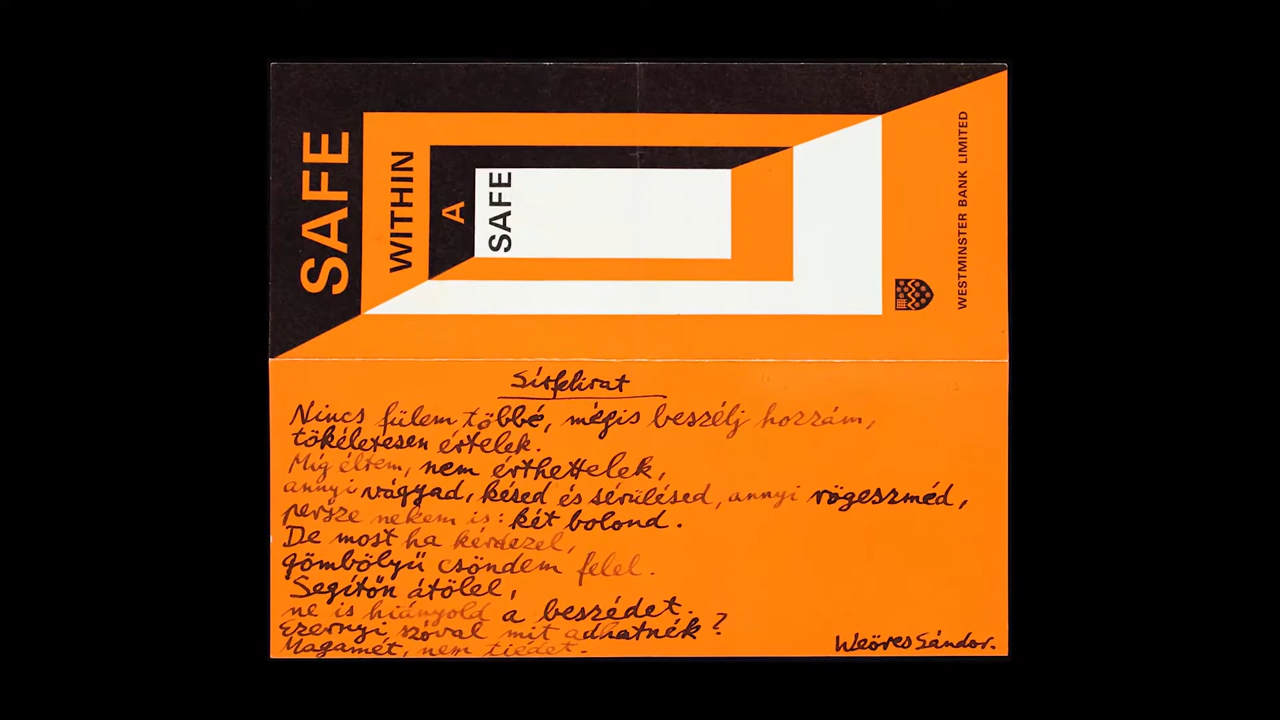 SAFE
WITHIN
A
SAFE
WESTMINSTER BANK LIMITED
Sírfelirat
Nincs fülem többé, mégis beszélj hozzám,
tökéletesen értelek.
Míg éltem, nem érthettelek,
annyi vágyad, késed és sérülésed, annyi rögeszméd,
persze nekem is: két bolond.
De most ha kérdezel,
gömbölyű csöndem felel.
Segítőn átölel,
ne is hiányold a beszédet.
Ezernyi szóval mit adhatnék?
Magamét, nem tiédet.
Weöres Sándor.